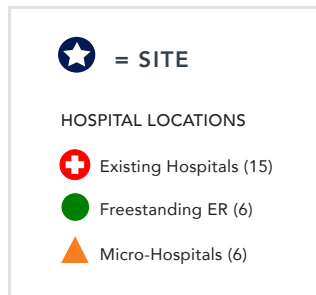 = SITE
HOSPITAL LOCATIONS
Existing Hospitals (15)
Freestanding ER (6)
Micro-Hospitals (6)